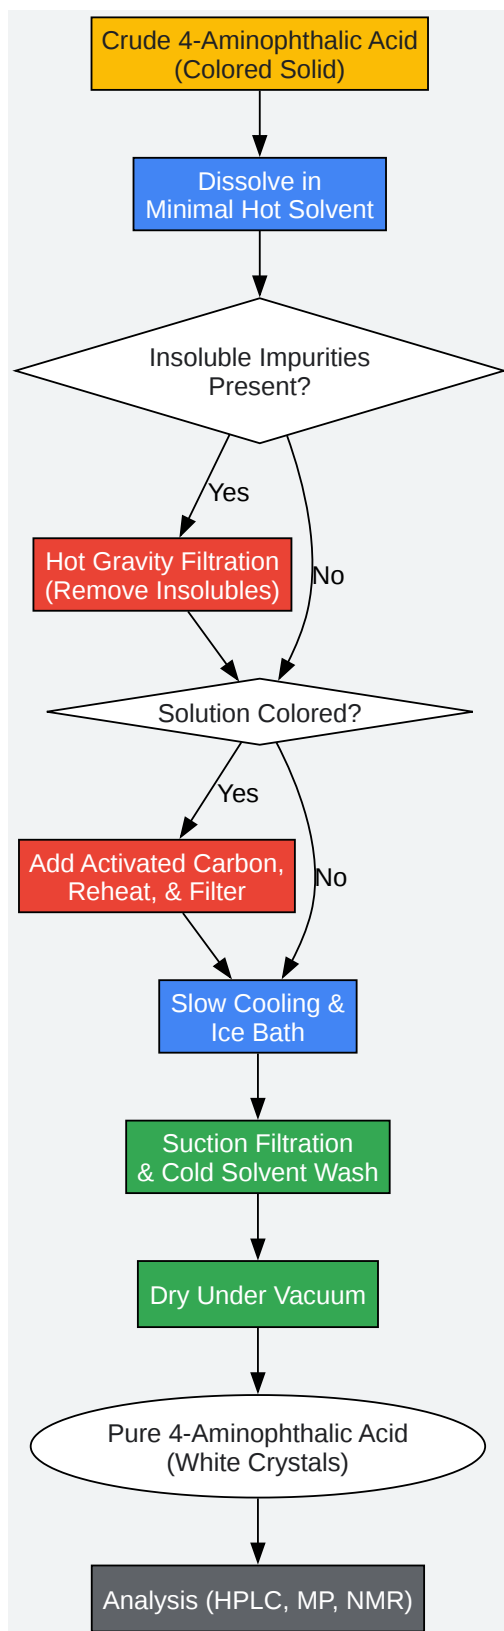 Crude 4-Aminophthalic Acid
(Colored Solid)
Dissolve in
Minimal Hot Solvent
Insoluble Impurities
Present?
Yes
Hot Gravity Filtration
(Remove Insolubles)
No
Solution Colored?
Yes
Add Activated Carbon,
Reheat, & Filter
No
Slow Cooling &
Ice Bath
Suction Filtration
& Cold Solvent Wash
Dry Under Vacuum
Pure 4-Aminophthalic Acid
(White Crystals)
Analysis (HPLC, MP, NMR)